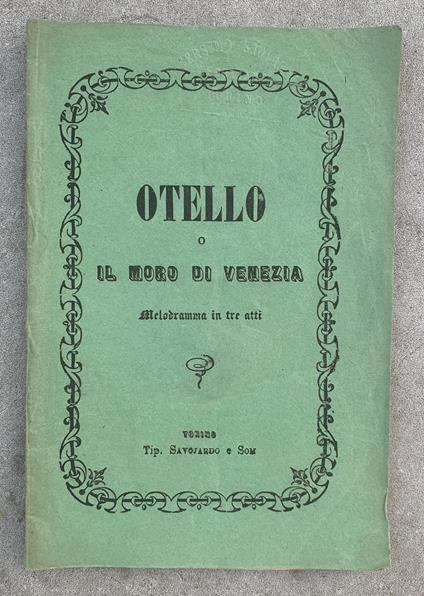 OTELLO
O
IL MORO DI VENEZIA
Melodramma in tre atti
TORINO
Tip. SAVOJARDO e SOM